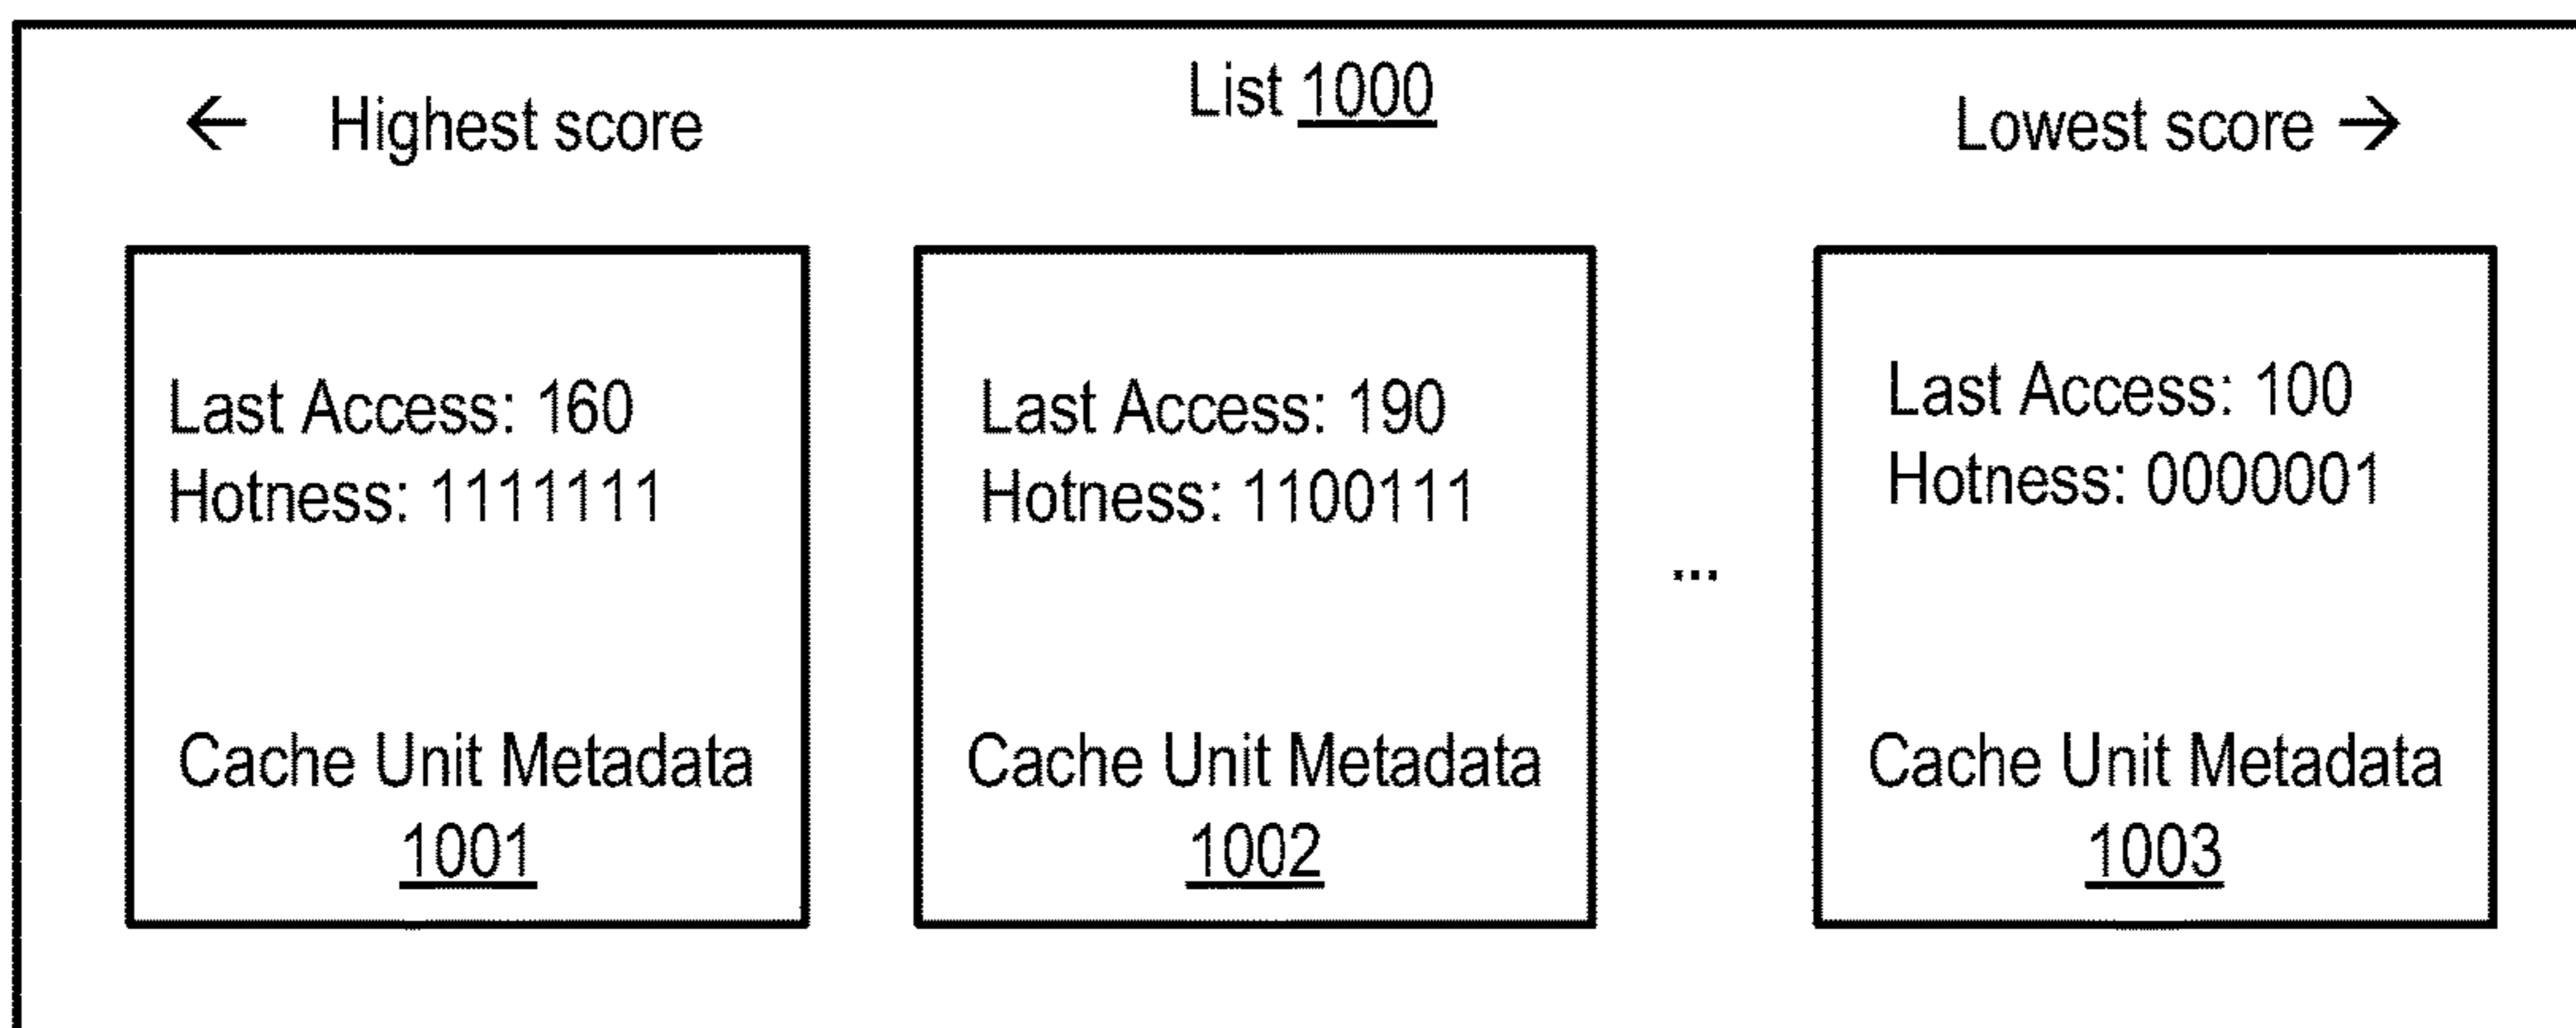 ← Highest score
List 1000
Lowest score →
Last Access: 160
Hotness: 1111111
Cache Unit Metadata
1001
Last Access: 190
Hotness: 1100111
Cache Unit Metadata
1002
...
Last Access: 100
Hotness: 0000001
Cache Unit Metadata
1003